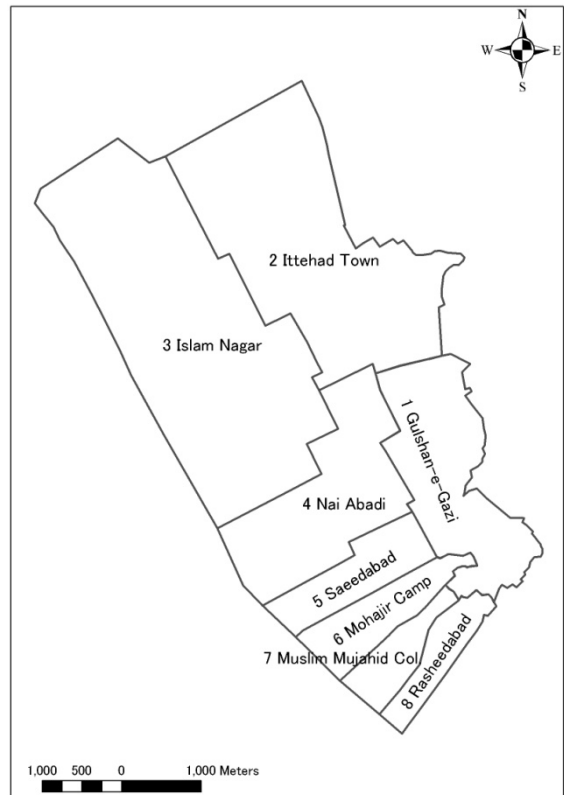 N
W E
S
2 Ittehad Town
3 Islam Nagar
1 Gulshan-e-Gazi
4 Nai Abadi
5 Saeedabad
6 Mohajir Camp
7 Muslim Mujahid Col.
8 Rasheedabad
1,000 500 0 1,000 Meters